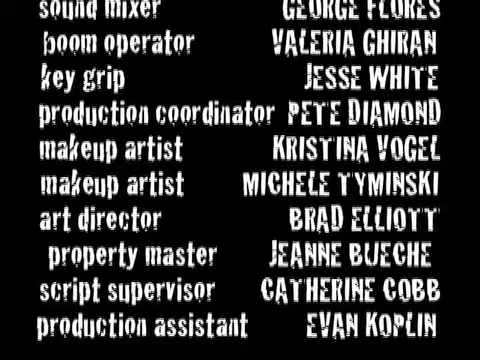 sound mixer GEORGE FLORES
boom operator VALERIA GHIRAN
key grip JESSE WHITE
production coordinator PETE DIAMOND
makeup artist KRISTINA VOGEL
makeup artist MICHELE TYMINSKI
art director BRAD ELLIOTT
property master JEANNE BUECHE
script supervisor CATHERINE COBB
production assistant EVAN KOPLIN